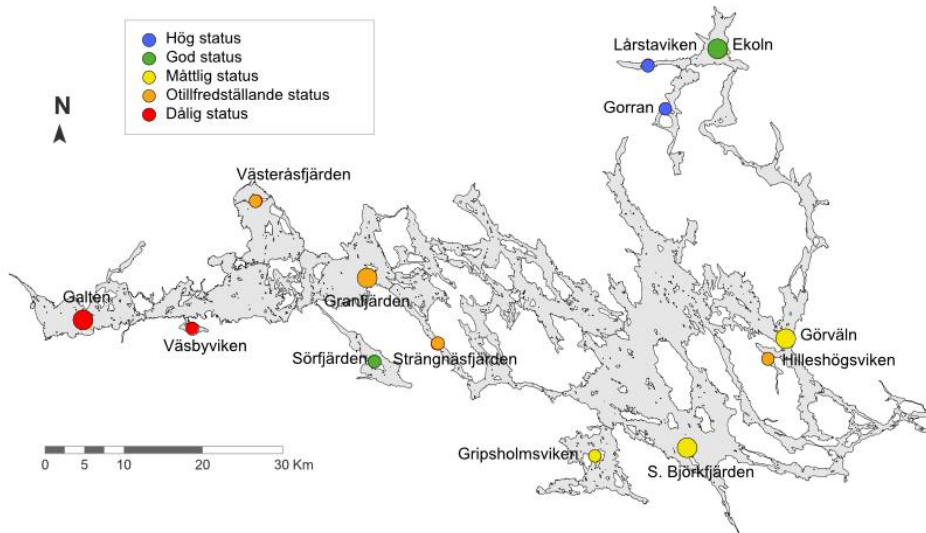 Hög status
God status
Måttlig status
Otillfredställande status
Dålig status
N
Lårstaviken
Ekoln
Gorran
Västeråsfjärden
Galten
Granfjärden
Väsbyviken
Sörfjärden
Strängnäsfjärden
Görväln
Hilleshögsviken
Gripsholmsviken
S. Björkfjärden
0 5 10 20 30 Km